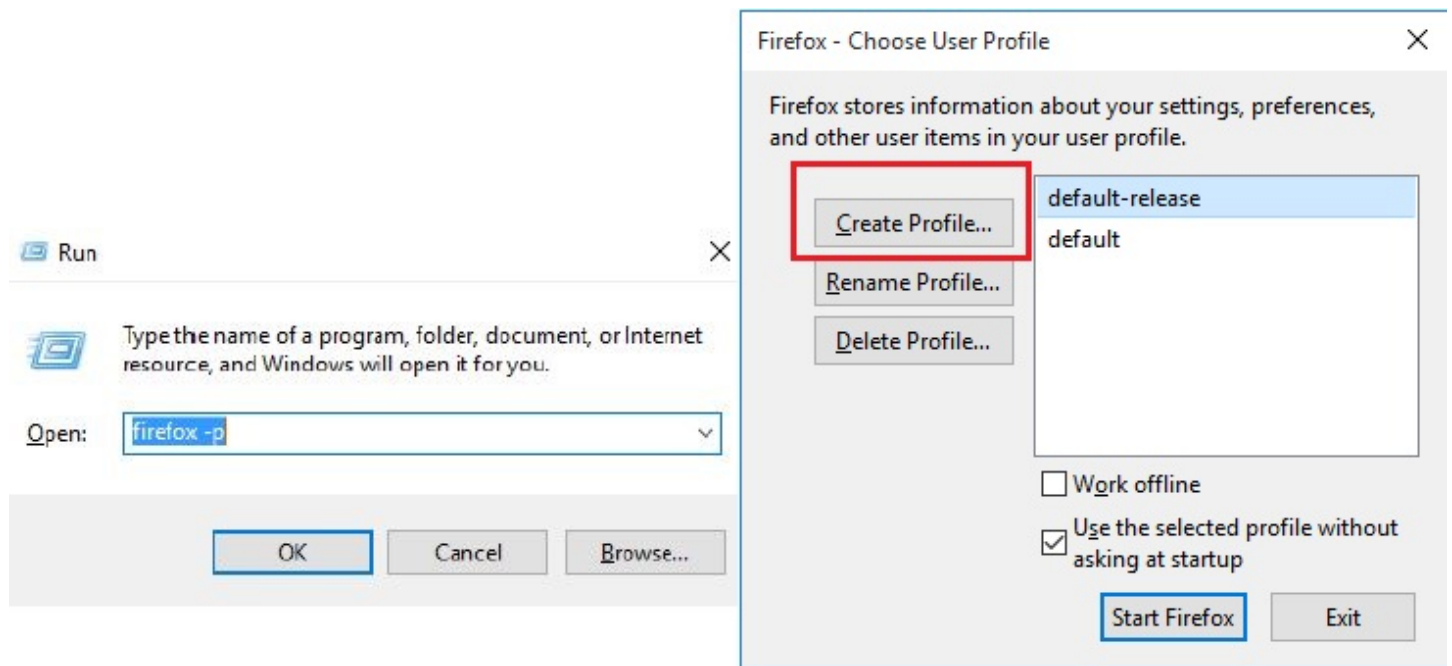 Run
Type the name of a program, folder, document, or Internet
resource, and Windows will open it for you.
Open:
firefox -p
OK
Cancel
Browse...
Firefox - Choose User Profile
Firefox stores information about your settings, preferences,
and other user items in your user profile.
Create Profile...
Rename Profile...
Delete Profile...
default-release
default
Work offline
Use the selected profile without
asking at startup
Start Firefox
Exit